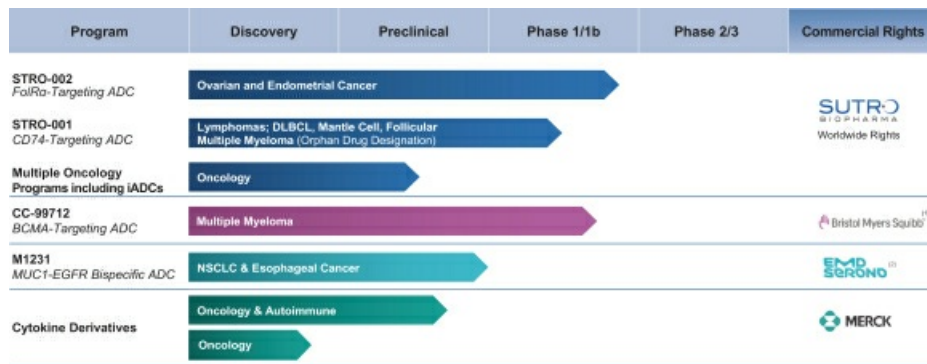 Program Discovery Preclinical Phase 1/1b Phase 2/3 Commercial Rights
STRO-002
FolRα-Targeting ADC
Ovarian and Endometrial Cancer
STRO-001
CD74-Targeting ADC
Lymphomas; DLBCL, Mantle Cell, Follicular
Multiple Myeloma (Orphan Drug Designation)
Multiple Oncology
Programs including iADCs
Oncology
SUTRO
BIOPHARMA
Worldwide Rights
CC-99712
BCMA-Targeting ADC
Multiple Myeloma
Bristol Myers Squibb
M1231
MUC1-EGFR Bispecific ADC
NSCLC & Esophageal Cancer
EMD
SERONO
Cytokine Derivatives
Oncology & Autoimmune
Oncology
MERCK